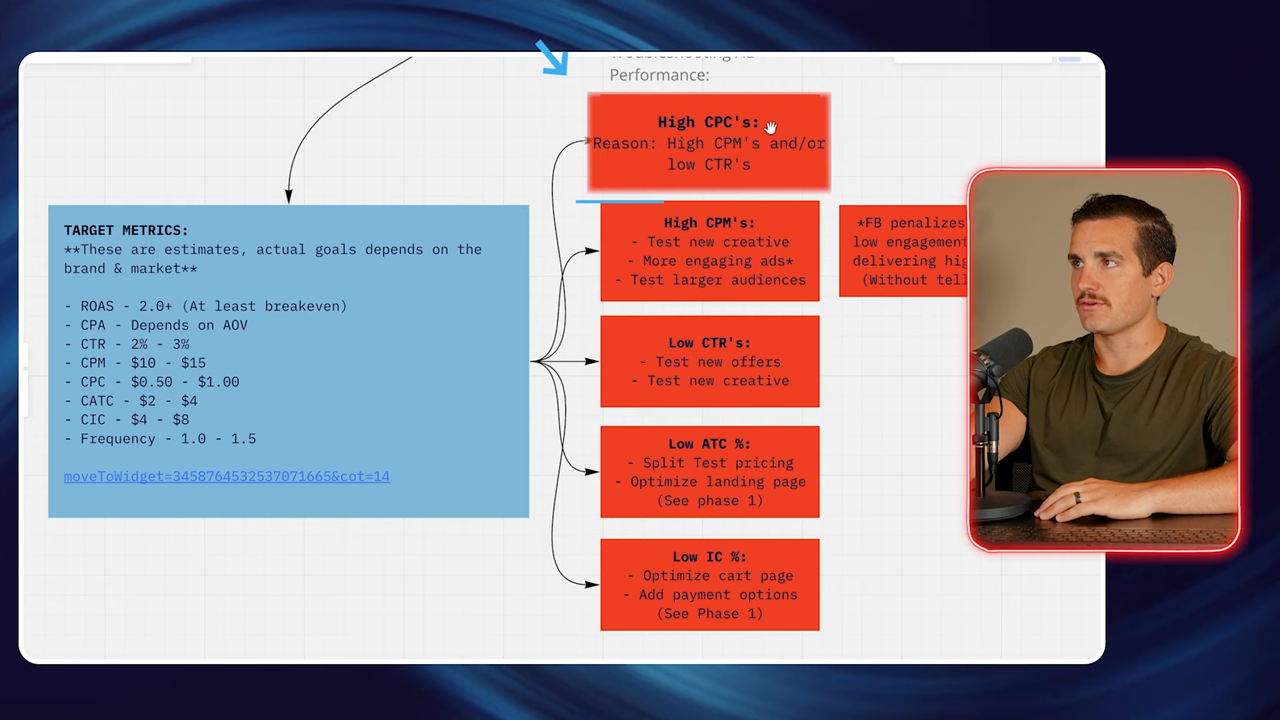 Performance:
High CPC's:
Reason: High CPM's and/or
low CTR's
TARGET METRICS:
**These are estimates, actual goals depends on the
brand & market**
- ROAS - 2.0+ (At least breakeven)
- CPA - Depends on AOV
- CTR - 2% - 3%
- CPM - $10 - $15
- CPC - $0.50 - $1.00
- CATC - $2 - $4
- CIC - $4 - $8
- Frequency - 1.0 - 1.5
moveToWidget=3458764532537071665&cot=14
High CPM's:
- Test new creative
- More engaging ads*
- Test larger audiences
*FB penalizes
low engagement
delivering
(Without
Low CTR's:
- Test new offers
- Test new creative
Low ATC %:
- Split Test pricing
- Optimize landing page
(See phase 1)
Low IC %:
- Optimize cart page
- Add payment options
(See Phase 1)